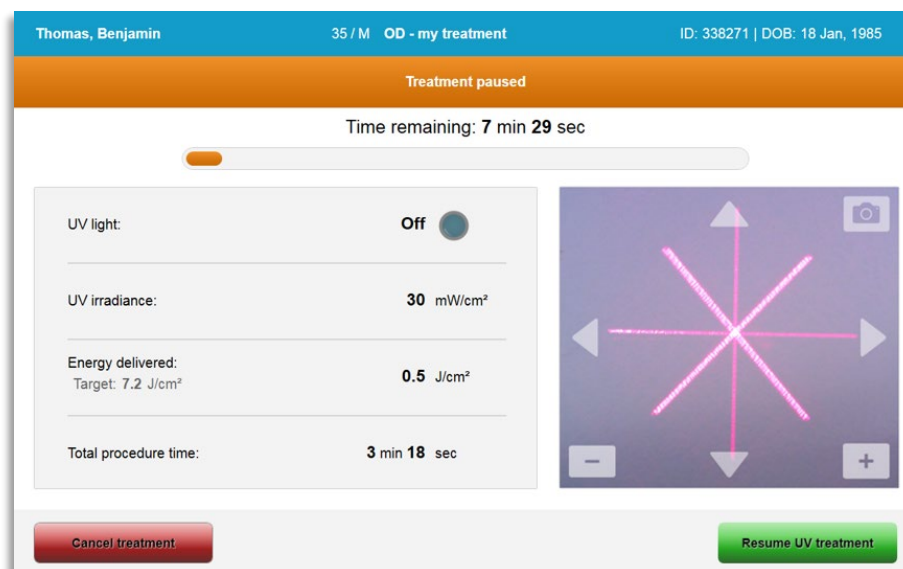 Thomas, Benjamin 35 / M OD - my treatment ID: 338271 | DOB: 18 Jan, 1985
Treatment paused
Time remaining: 7 min 29 sec
UV light: Off
UV irradiance: 30 mW/cm²
Energy delivered:
Target: 7.2 J/cm²
0.5 J/cm²
Total procedure time: 3 min 18 sec
Cancel treatment Resume UV treatment